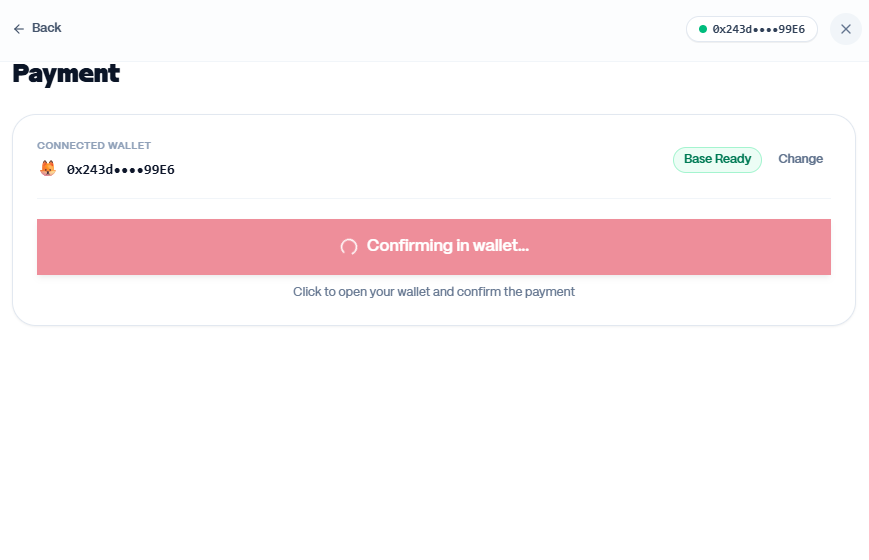 Back
0x243d••••99E6
Payment
CONNECTED WALLET
0x243d••••99E6
Base Ready
Change
Confirming in wallet...
Click to open your wallet and confirm the payment